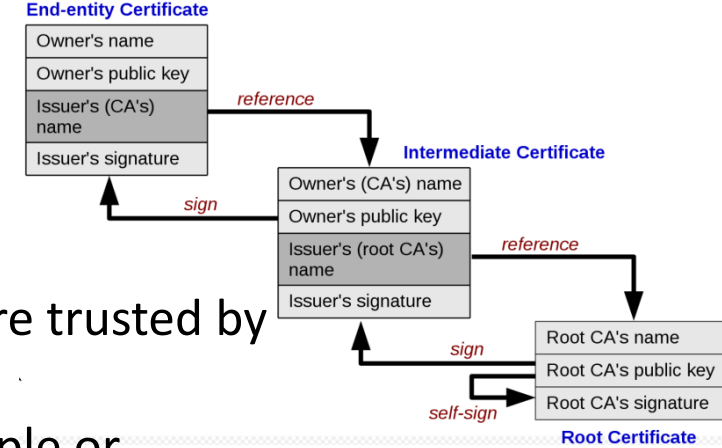 End-entity Certificate
Owner's name
Owner's public key
Issuer's (CA's)
name
Issuer's signature
reference
sign
Intermediate Certificate
Owner's (CA's) name
Owner's public key
Issuer's (root CA's)
name
Issuer's signature
reference
sign
self-sign
Root CA's name
Root CA's public key
Root CA's signature
Root Certificate
trusted by
or